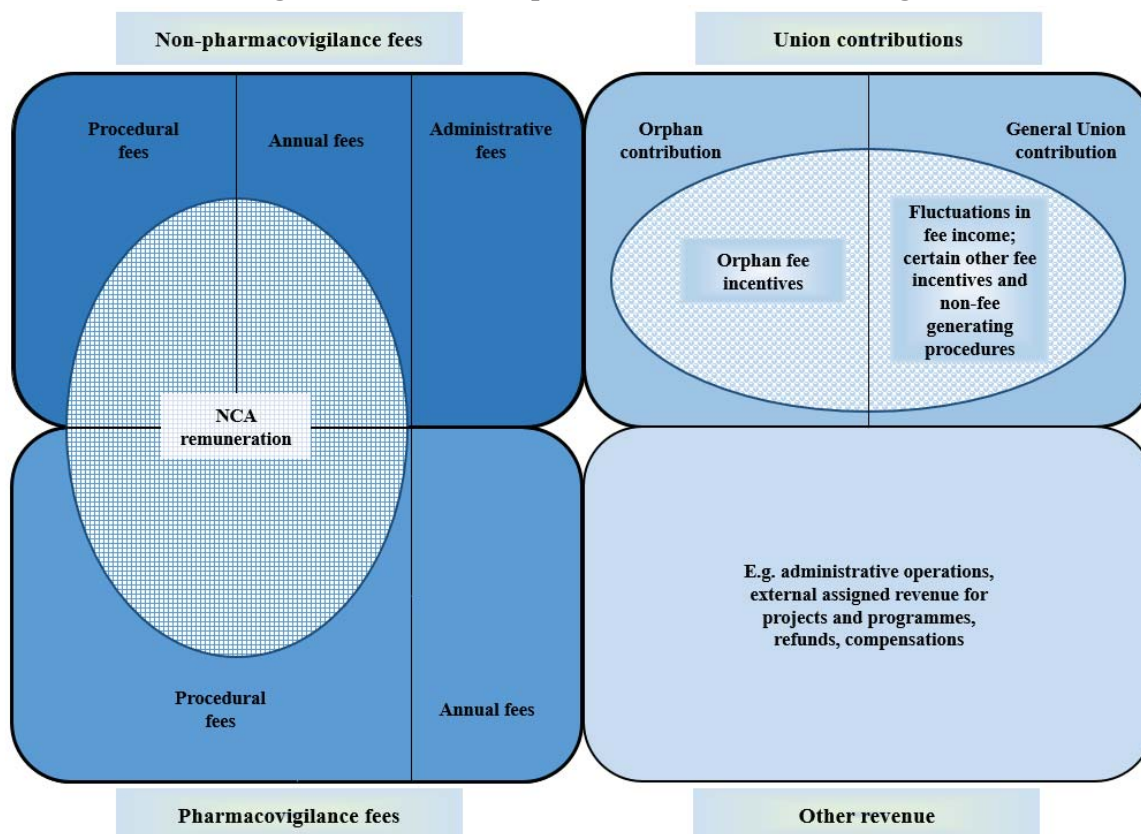 Non-pharmacovigilance fees
Union contributions
Procedural
fees
Annual fees
Administrative
fees
Orphan
contribution
General Union
contribution
Orphan fee
incentives
Fluctuations in
fee income;
certain other fee
incentives and
non-fee
generating
procedures
NCA
remuneration
E.g. administrative operations,
external assigned revenue for
projects and programmes,
refunds, compensations
Procedural
fees
Annual fees
Pharmacovigilance fees
Other revenue